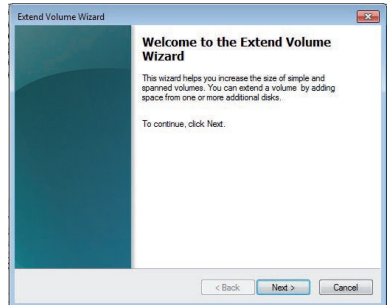 Extend Volume Wizard
Welcome to the Extend Volume
Wizard
This wizard helps you increase the size of simple and
spanned volumes. You can extend a volume by adding
space from one or more additional disks.
To continue, click Next.
< Back Next > Cancel